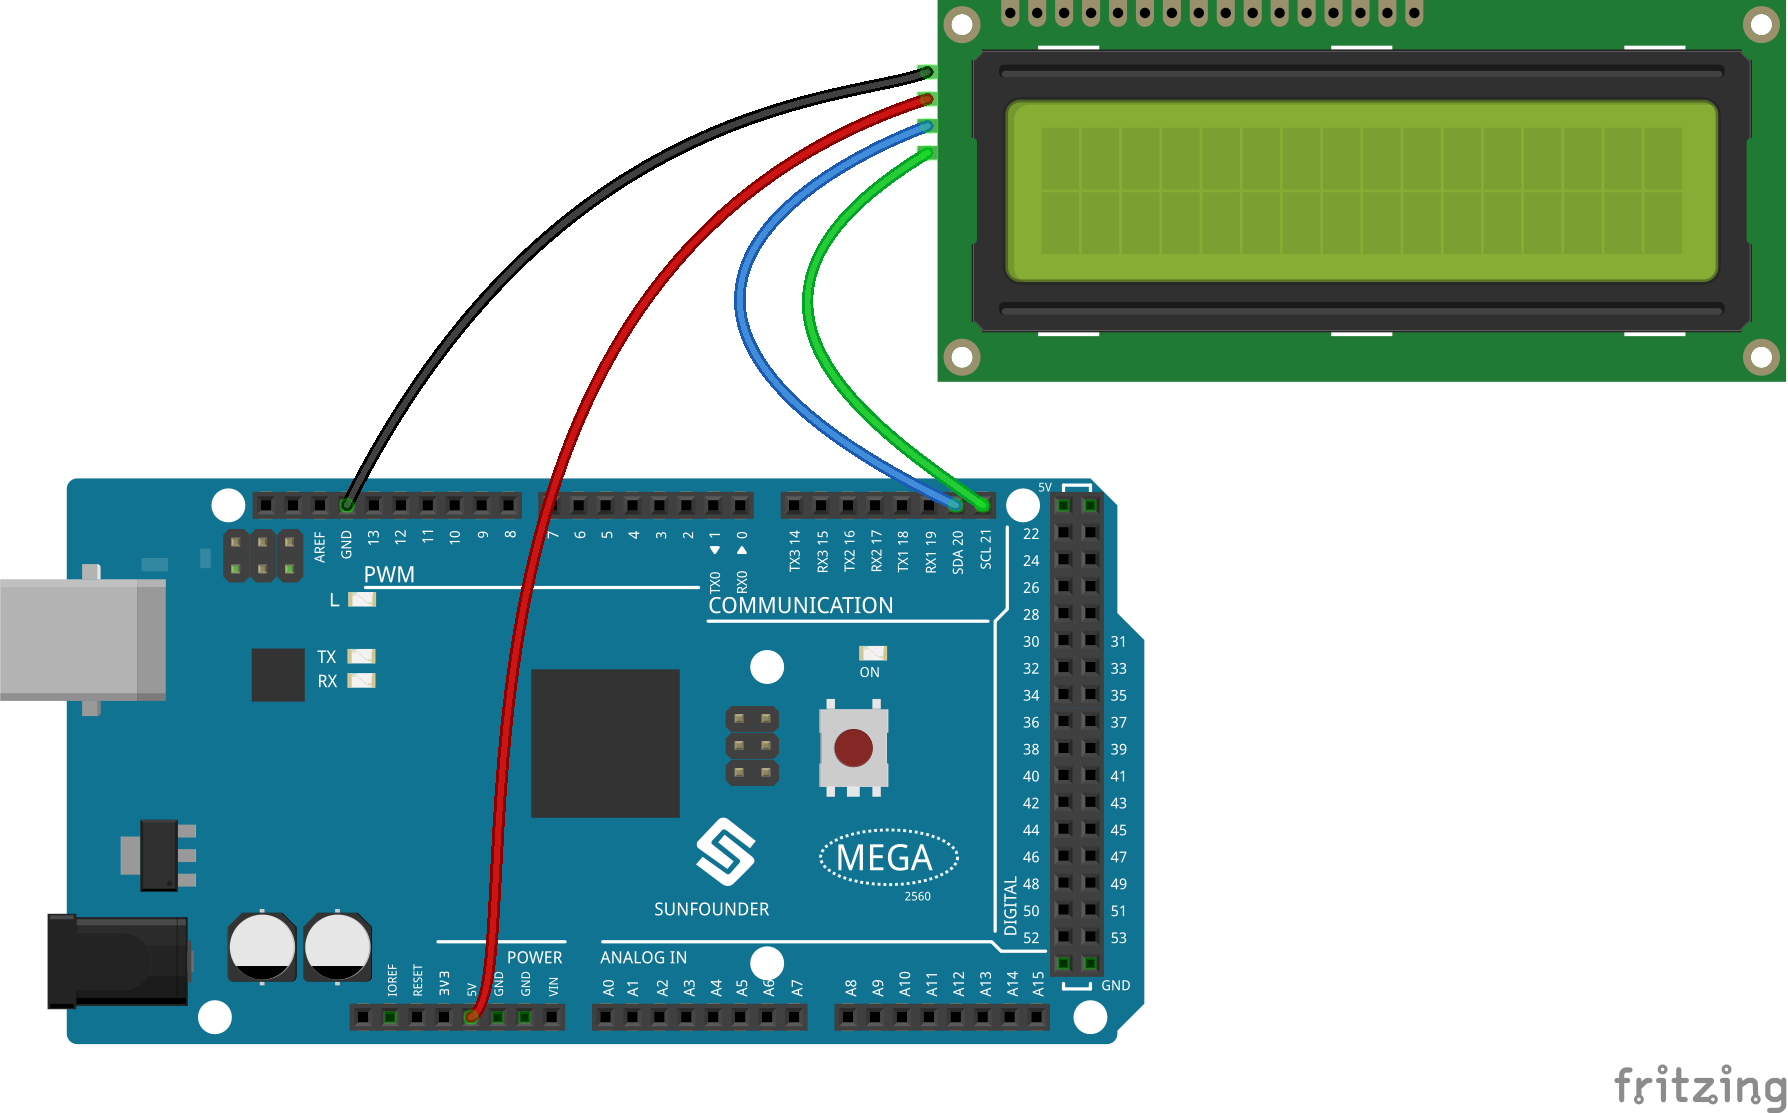 5V
AREF
GND
13
12
11
10
9
8
7
6
5
4
3
2
1
0
TX0
RX0
TX3 14
RX3 15
TX2 16
RX2 17
TX1 18
RX1 19
SDA 20
SCL 21
PWM
COMMUNICATION
L
TX
RX
ON
22
24
26
28
30 31
32 33
34 35
36 37
38 39
40 41
42 43
44 45
46 47
48 49
50 51
52 53
DIGITAL
GND
MEGA
2560
SUNFOUNDER
POWER
ANALOG IN
IOREF
RESET
3V3
5V
GND
GND
VIN
A0
A1
A2
A3
A4
A5
A6
A7
A8
A9
A10
A11
A12
A13
A14
A15
fritzing